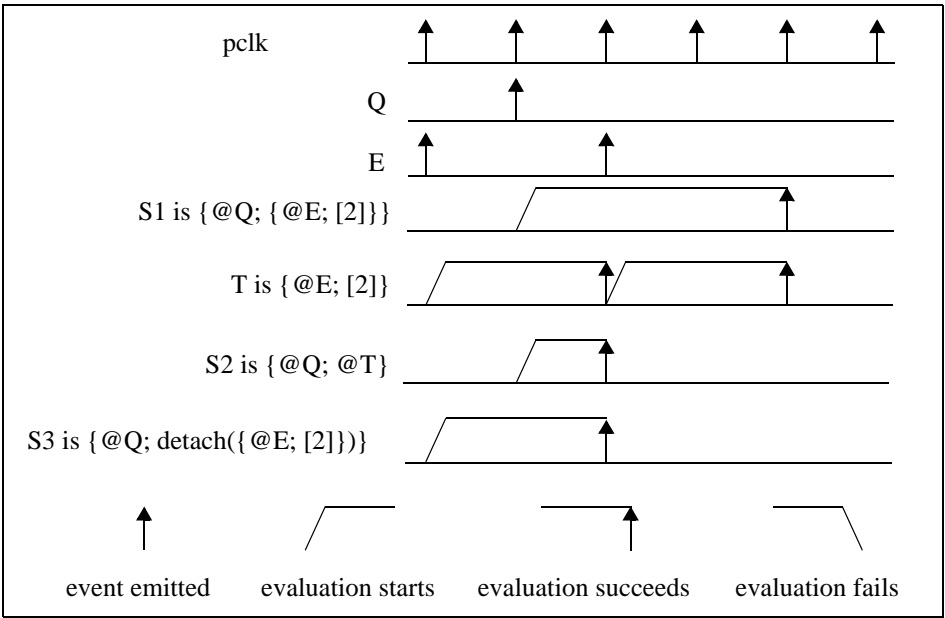 pclk
Q
E
S1 is {@Q; {@E; [2]}}
T is {@E; [2]}
S2 is {@Q; @T}
S3 is {@Q; detach({@E; [2]})}
event emitted evaluation starts evaluation succeeds evaluation fails